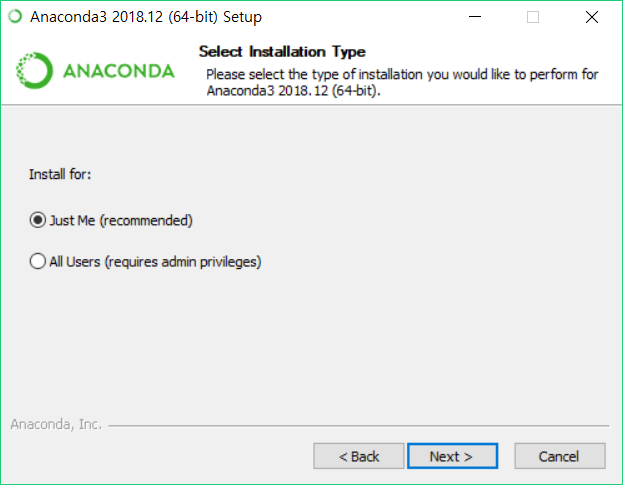 Anaconda3 2018.12 (64-bit) Setup
ANACONDA
Select Installation Type
Please select the type of installation you would like to perform for
Anaconda3 2018.12 (64-bit).
Install for:
Just Me (recommended)
All Users (requires admin privileges)
Anaconda, Inc.
< Back
Next >
Cancel